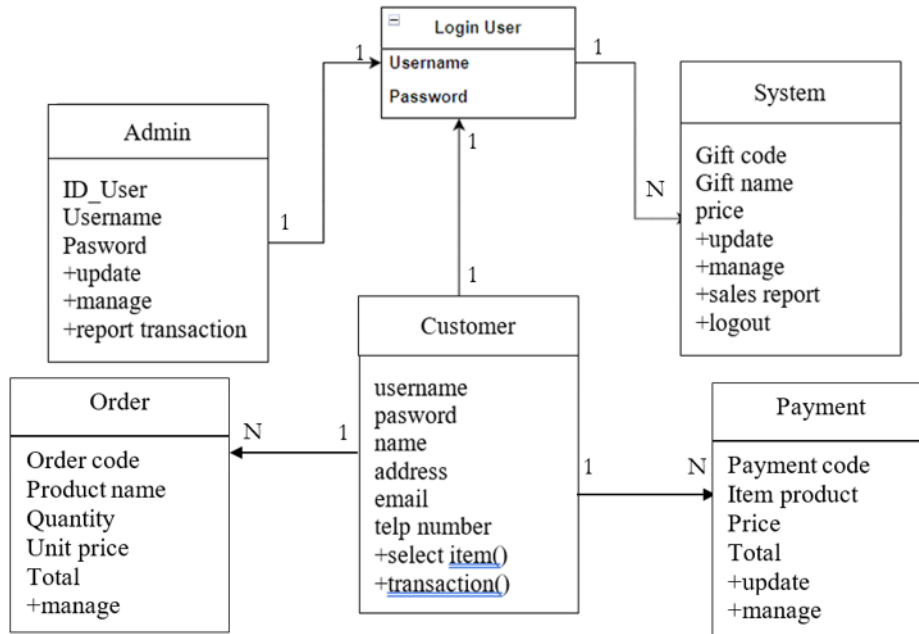 Login User
Username
Password
1
1
1
1
N
1
Admin
ID_User
Username
Pasword
+update
+manage
+report transaction
System
Gift code
Gift name
price
+update
+manage
+sales report
+logout
Customer
username
pasword
name
address
email
telp number
+select item()
+transaction()
Order
Order code
Product name
Quantity
Unit price
Total
+manage
N
1
1
N
Payment
Payment code
Item product
Price
Total
+update
+manage